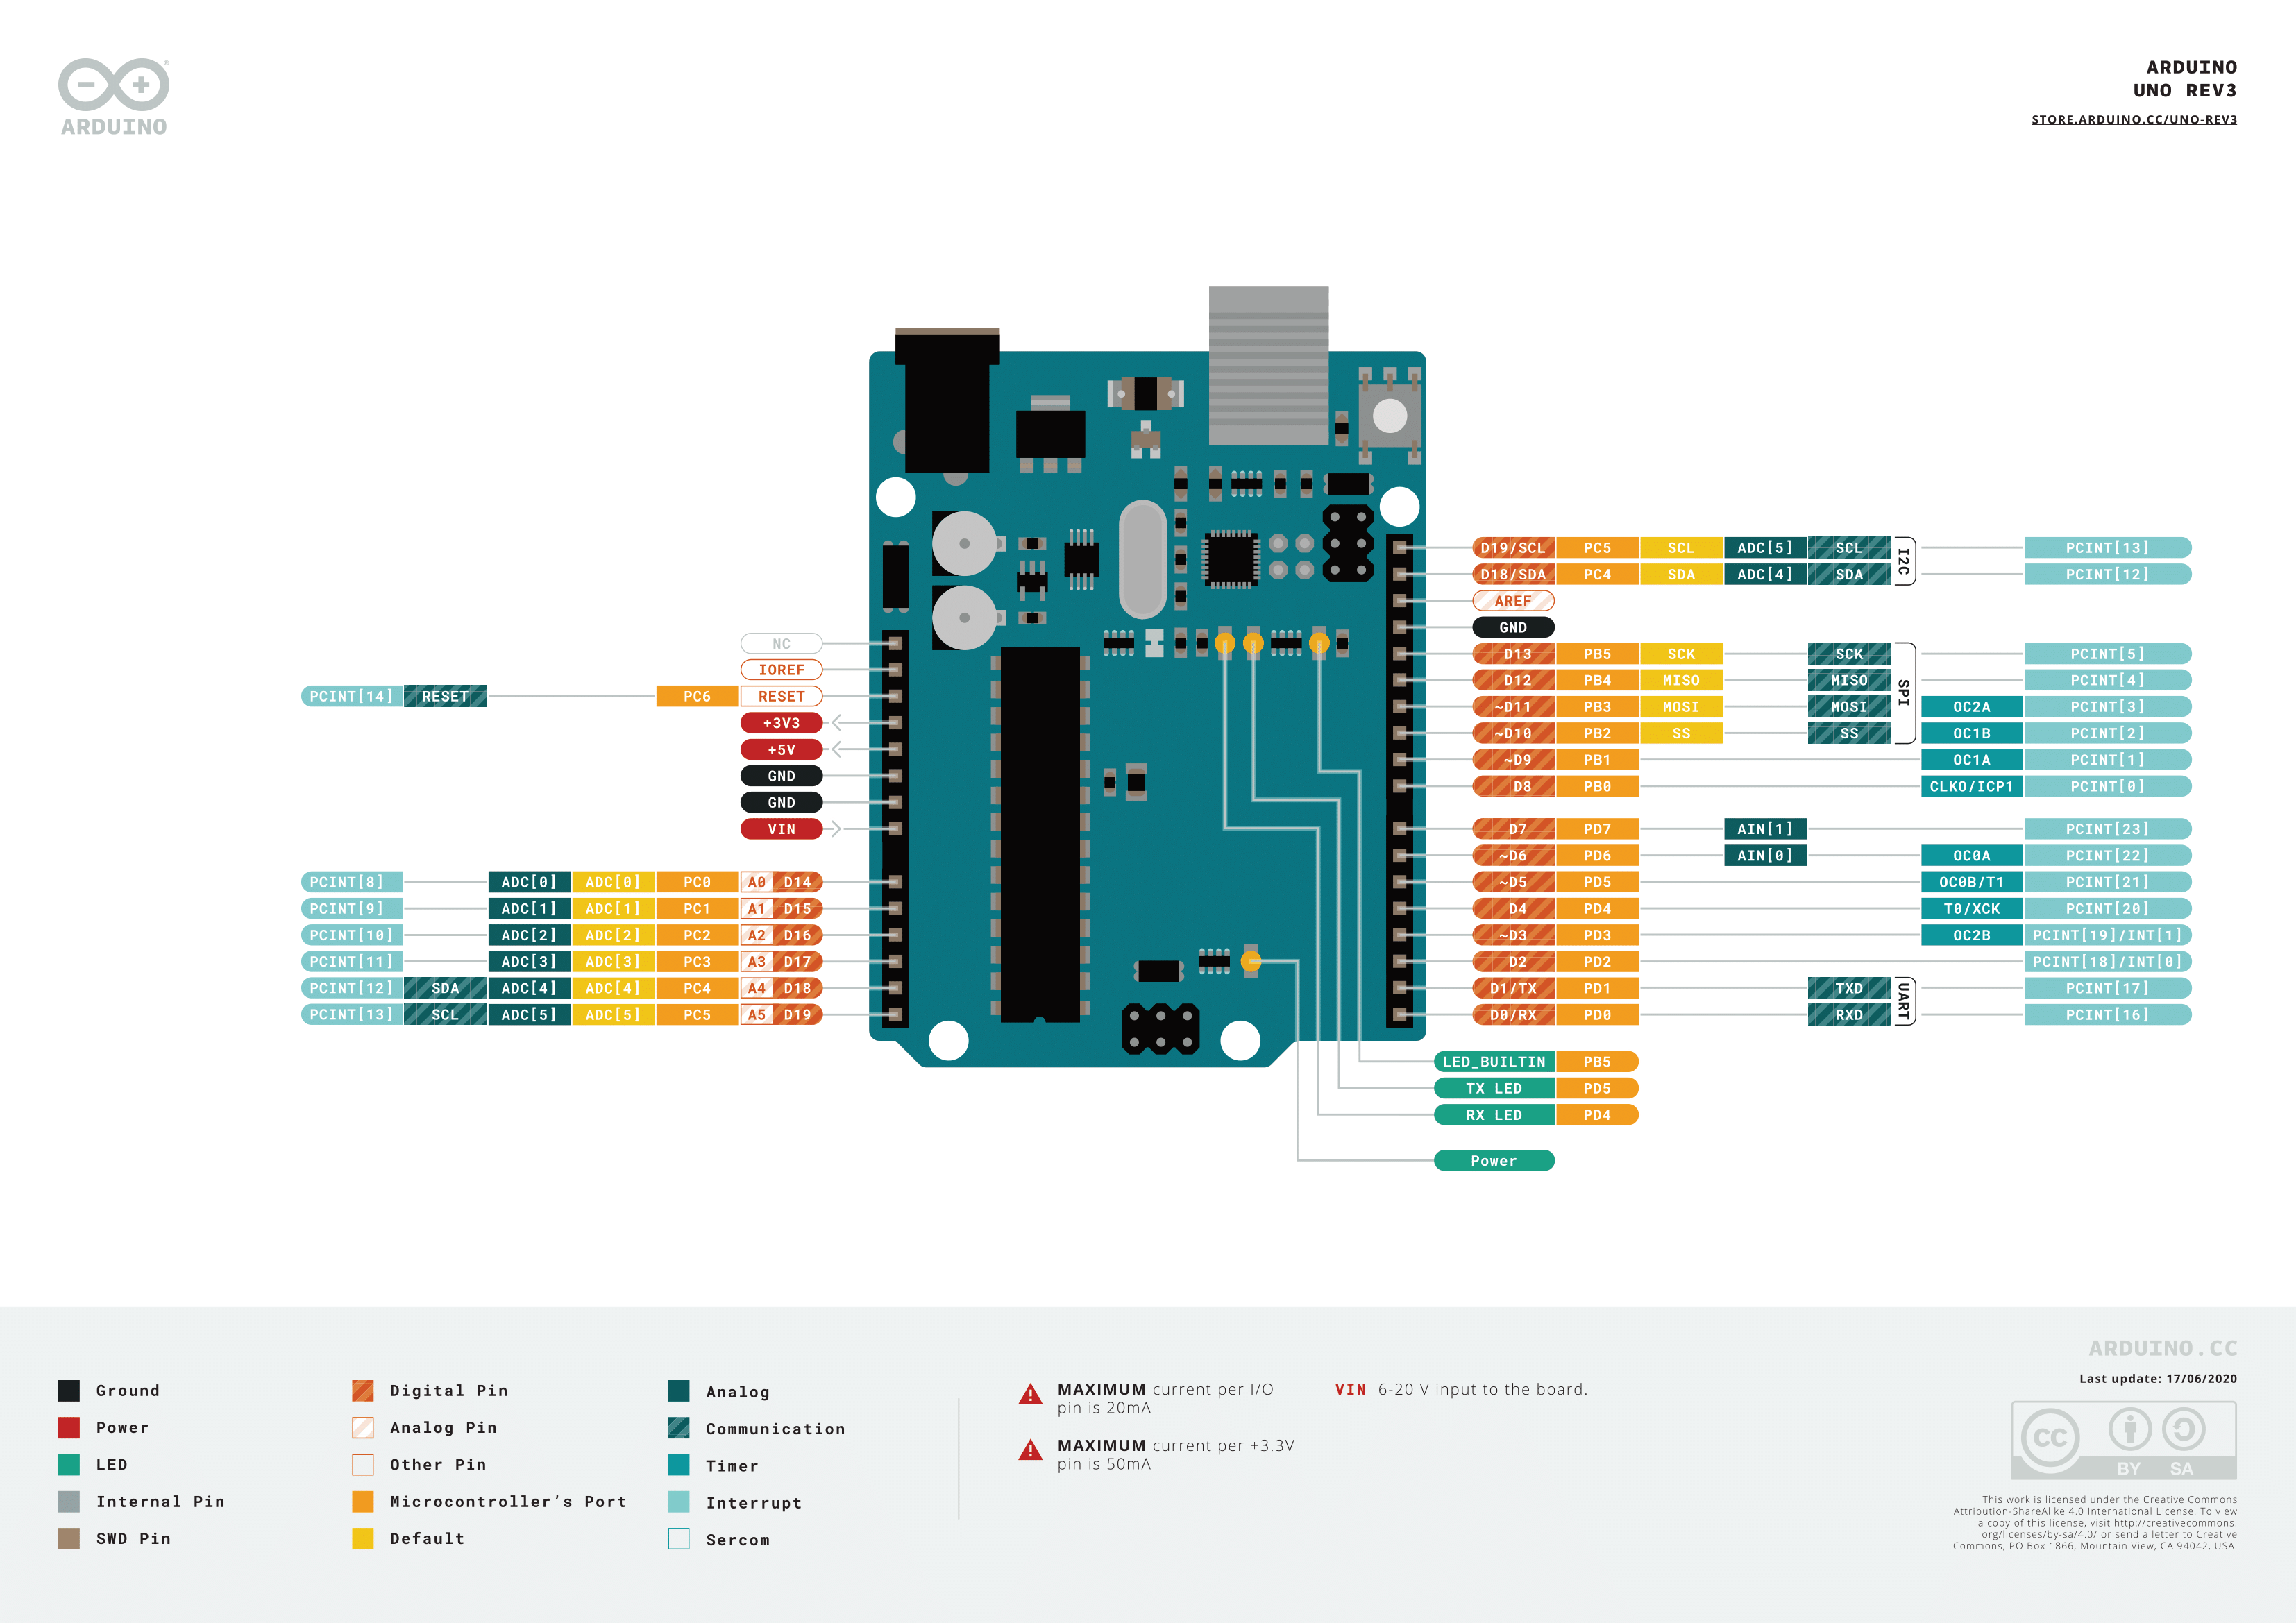 ARDUINO
ARDUINO
UNO REV3
STORE.ARDUINO.CC/UNO-REV3
NC
IOREF
PCINT[14] RESET PC6 RESET
+3V3
+5V
GND
GND
VIN
PCINT[8] ADC[0] ADC[0] PC0 A0 D14
PCINT[9] ADC[1] ADC[1] PC1 A1 D15
PCINT[10] ADC[2] ADC[2] PC2 A2 D16
PCINT[11] ADC[3] ADC[3] PC3 A3 D17
PCINT[12] SDA ADC[4] ADC[4] PC4 A4 D18
PCINT[13] SCL ADC[5] ADC[5] PC5 A5 D19
D19/SCL PC5 SCL ADC[5] SCL PCINT[13]
D18/SDA PC4 SDA ADC[4] SDA PCINT[12]
I2C
AREF
GND
D13 PB5 SCK SCK PCINT[5]
D12 PB4 MISO MISO PCINT[4]
~D11 PB3 MOSI MOSI OC2A PCINT[3]
~D10 PB2 SS SS OC1B PCINT[2]
SPI
~D9 PB1 OC1A PCINT[1]
D8 PB0 CLKO/ICP1 PCINT[0]
D7 PD7 AIN[1] PCINT[23]
~D6 PD6 AIN[0] OC0A PCINT[22]
~D5 PD5 OC0B/T1 PCINT[21]
D4 PD4 T0/XCK PCINT[20]
~D3 PD3 OC2B PCINT[19]/INT[1]
D2 PD2 PCINT[18]/INT[0]
D1/TX PD1 TXD PCINT[17]
D0/RX PD0 RXD PCINT[16]
UART
LED_BUILTIN PB5
TX LED PD5
RX LED PD4
Power
Ground
Power
LED
Internal Pin
SWD Pin
Digital Pin
Analog Pin
Other Pin
Microcontroller's Port
Default
Analog
Communication
Timer
Interrupt
Sercom
MAXIMUM current per I/O
pin is 20mA
MAXIMUM current per +3.3V
pin is 50mA
VIN 6-20 V input to the board.
ARDUINO.CC
Last update: 17/06/2020
CC
BY SA
This work is licensed under the Creative Commons
Attribution-ShareAlike 4.0 International License. To view
a copy of this license, visit http://creativecommons.
org/licenses/by-sa/4.0/ or send a letter to Creative
Commons, PO Box 1866, Mountain View, CA 94042, USA.